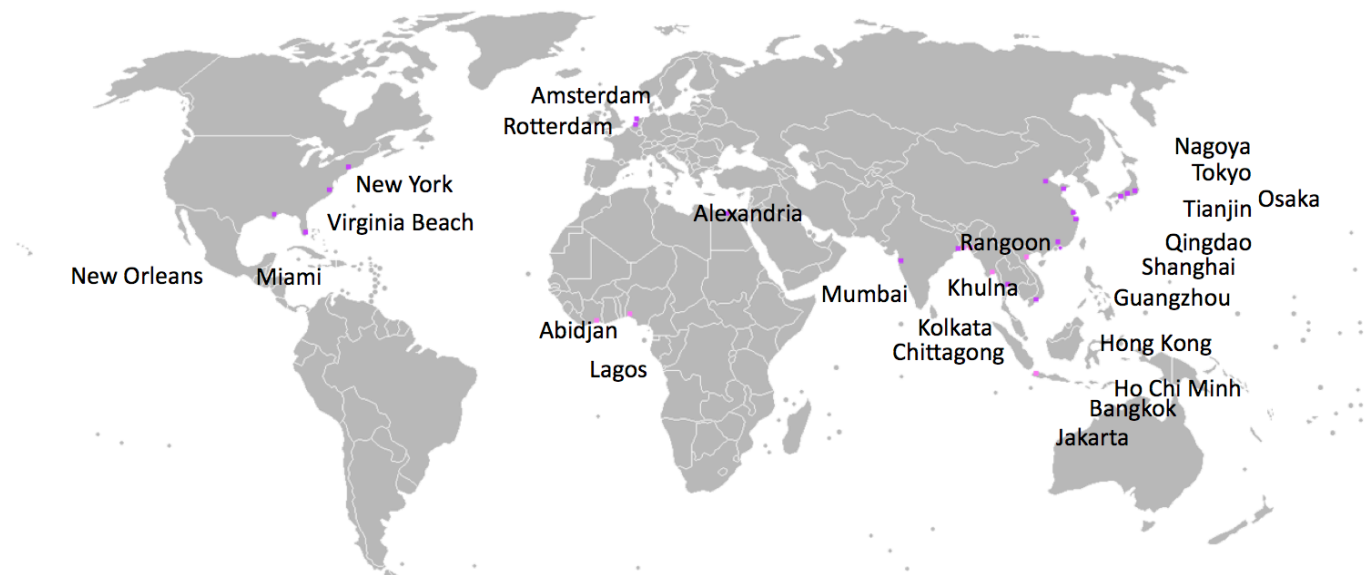 Amsterdam
Rotterdam
New York
Virginia Beach
New Orleans
Miami
Alexandria
Abidjan
Lagos
Mumbai
Rangoon
Khulna
Kolkata
Chittagong
Nagoya
Tokyo
Osaka
Tianjin
Qingdao
Shanghai
Guangzhou
Hong Kong
Ho Chi Minh
Bangkok
Jakarta